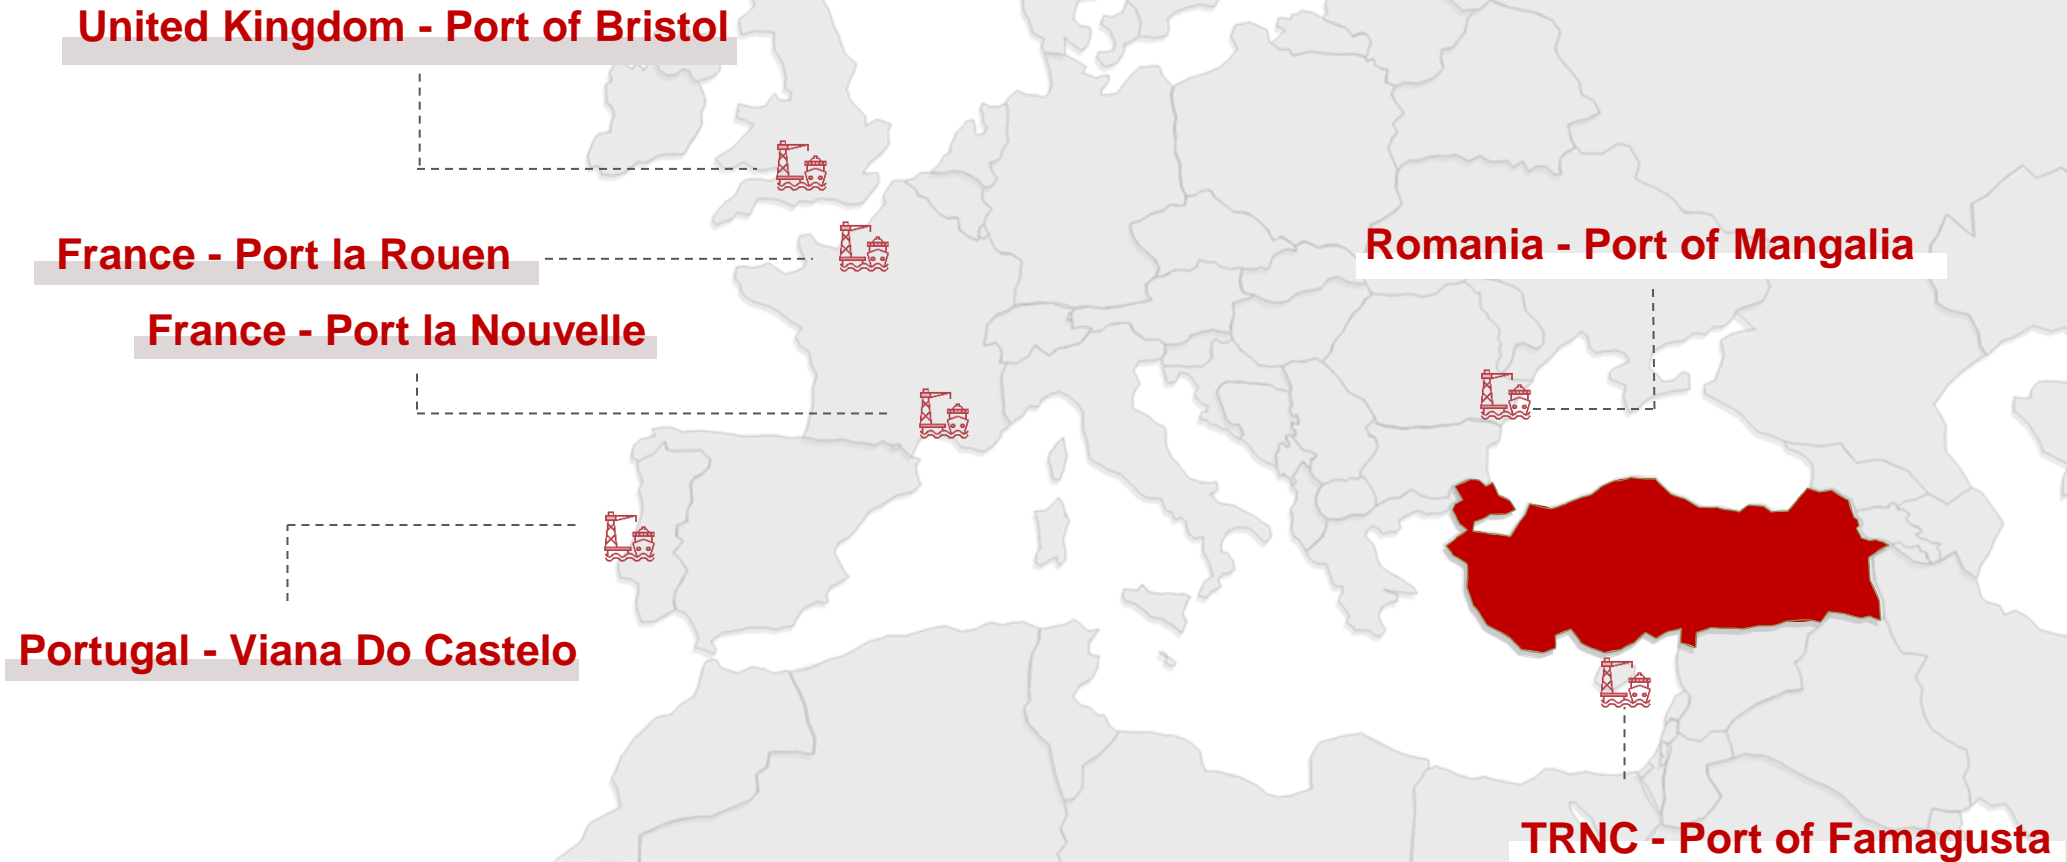 United Kingdom - Port of Bristol
France - Port la Rouen
Romania - Port of Mangalia
France - Port la Nouvelle
Portugal - Viana Do Castelo
TRNC - Port of Famagusta